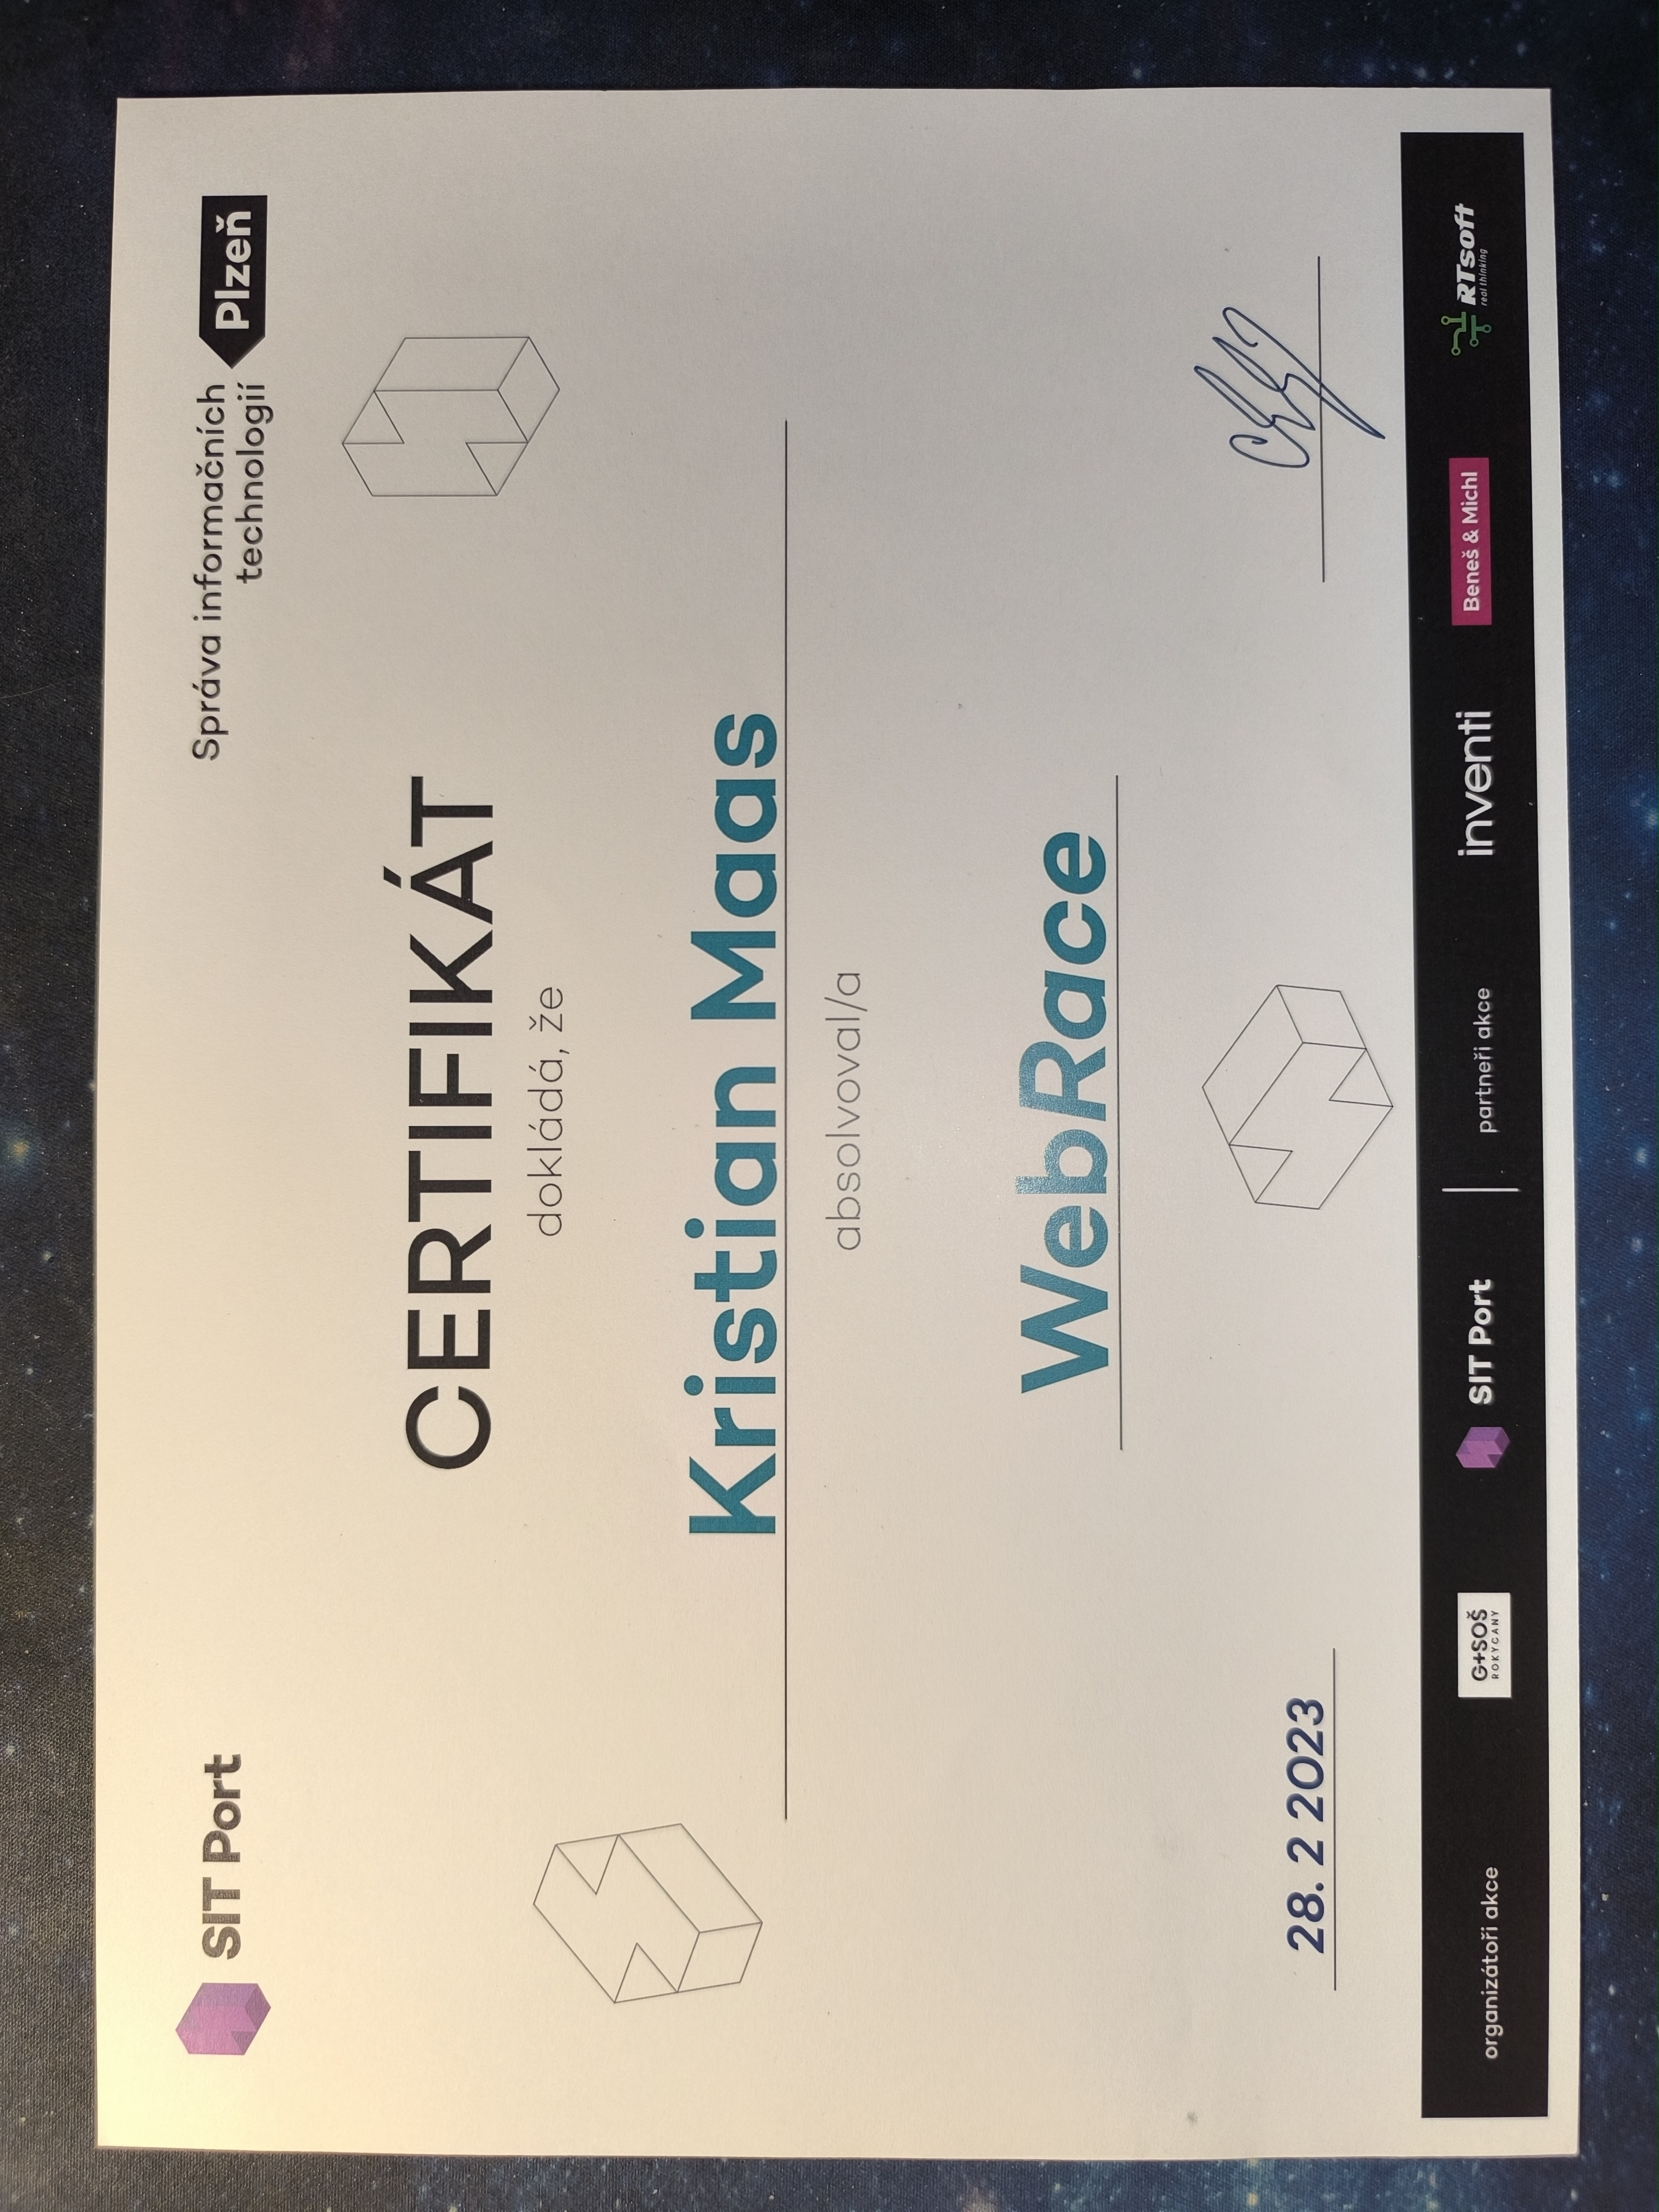 SIT Port
Správa informačních
technologií
Plzeň
CERTIFIKÁT
dokládá, že
Kristian Maas
absolvoval/a
WebRace
28. 2 2023
organizátoři akce
G+SOŠ
ROKYCANY
SIT Port
partneři akce
inventi
Beneš & Michl
RTsoft
real thinking